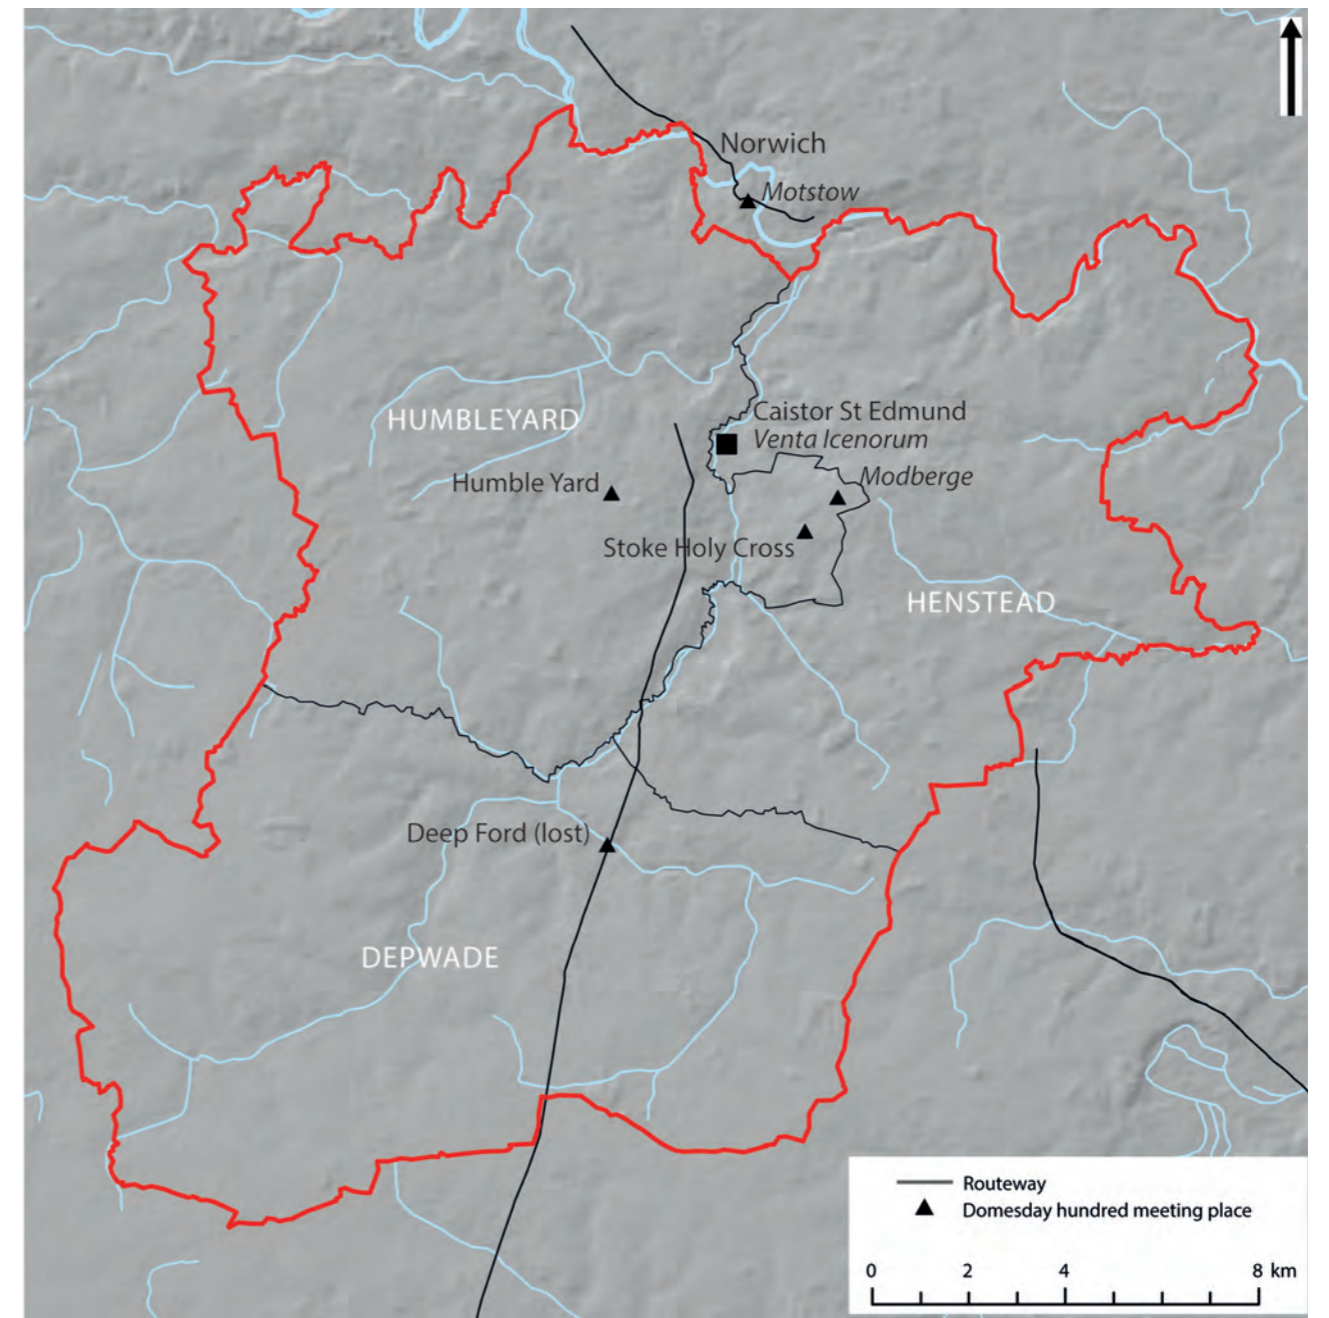 Norwich
Motstow
Caistor St Edmund
Venta Icenorum
HUMBLEYARD
Modberge
Humble Yard
Stoke Holy Cross
HENSTEAD
Deep Ford (lost)
DEPWADE
Routeway
Domesday hundred meeting place
0 2 4 8 km